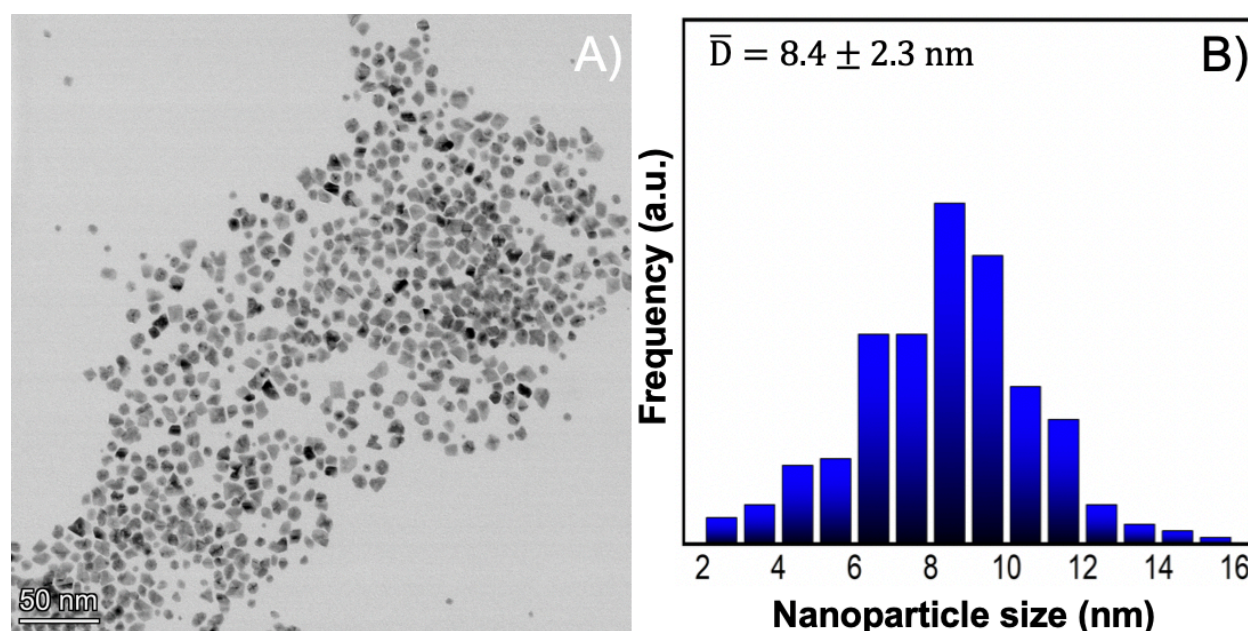 A)
50 nm
D̅ = 8.4 ± 2.3 nm
B)
Frequency (a.u.)
2 4 6 8 10 12 14 16
Nanoparticle size (nm)